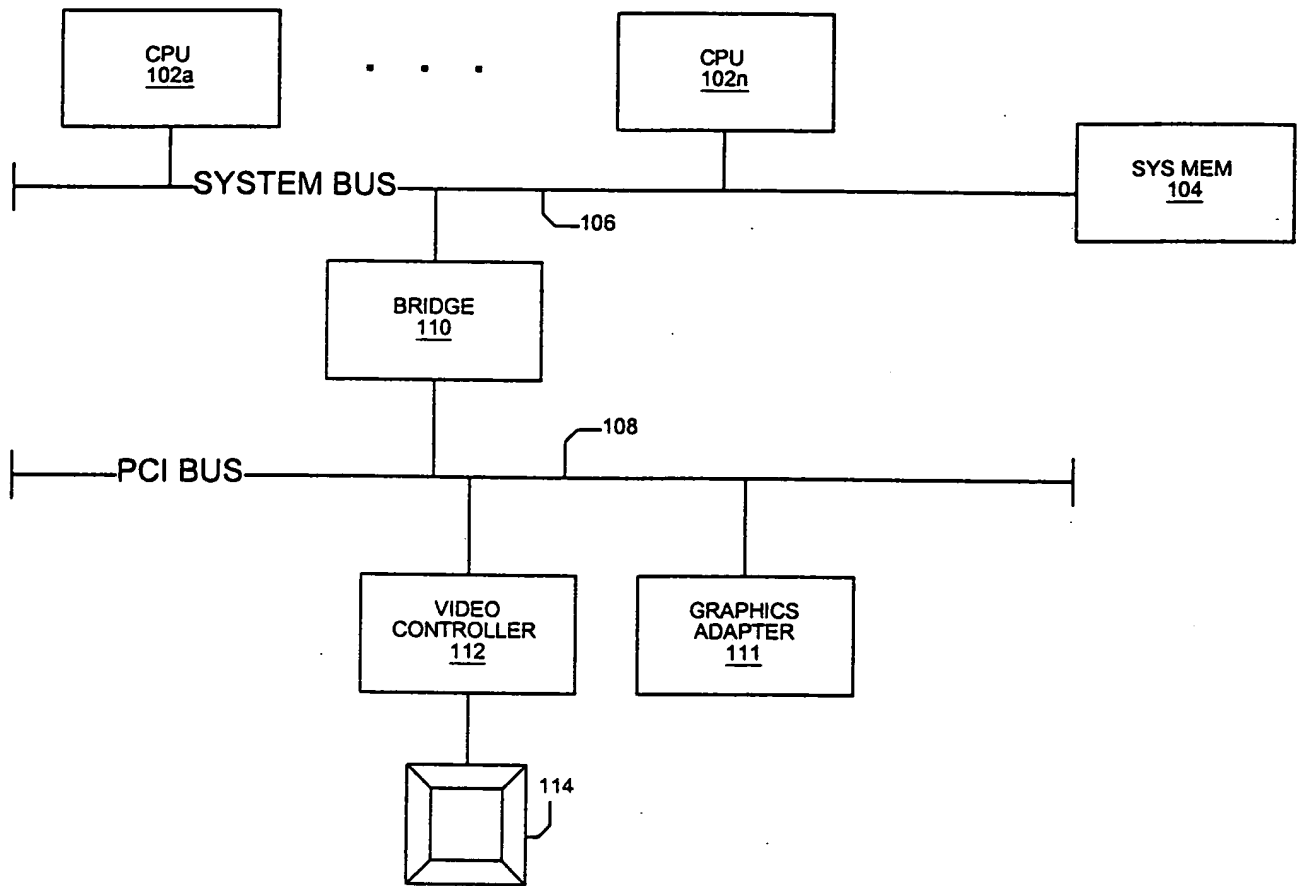 CPU
102a
. . .
CPU
102n
SYS MEM
104
SYSTEM BUS
106
BRIDGE
110
108
PCI BUS
VIDEO
CONTROLLER
112
GRAPHICS
ADAPTER
111
114